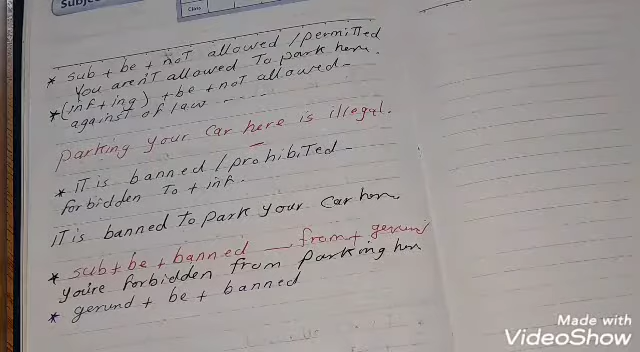 Subje
Class
* sub + be + not allowed / permitted
You aren't allowed To park here.
* (inf + ing) + be + not allowed -
against of law
Parking your car here is illegal.
* IT is banned / prohibited -
forbidden To + inf.
IT is banned To park your car here
* sub + be + banned from + gerund
you're forbidden from parking here
* gerund + be + banned
Made with
VideoShow